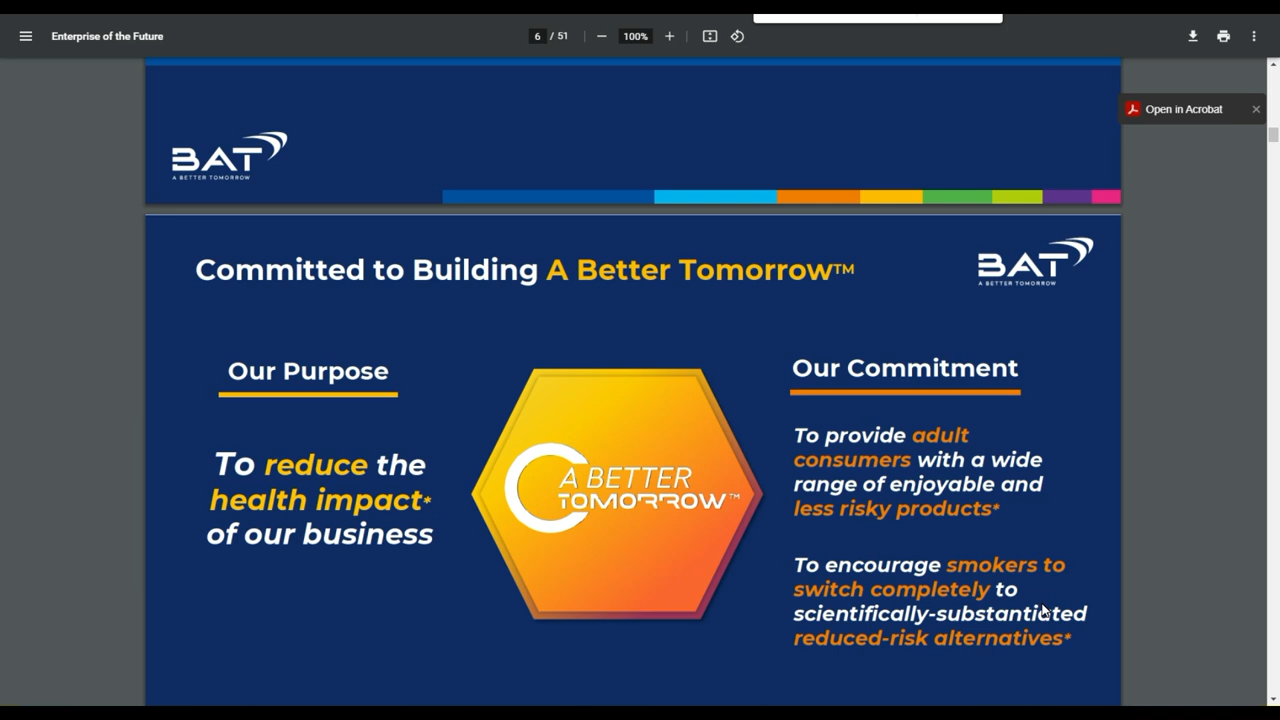 Enterprise of the Future
6 / 51
100%
Open in Acrobat
BAT
A BETTER TOMORROW
Committed to Building A Better Tomorrow™
BAT
A BETTER TOMORROW
Our Purpose
To reduce the
health impact*
of our business
A BETTER
TOMORROW™
Our Commitment
To provide adult
consumers with a wide
range of enjoyable and
less risky products*
To encourage smokers to
switch completely to
scientifically-substantiated
reduced-risk alternatives*